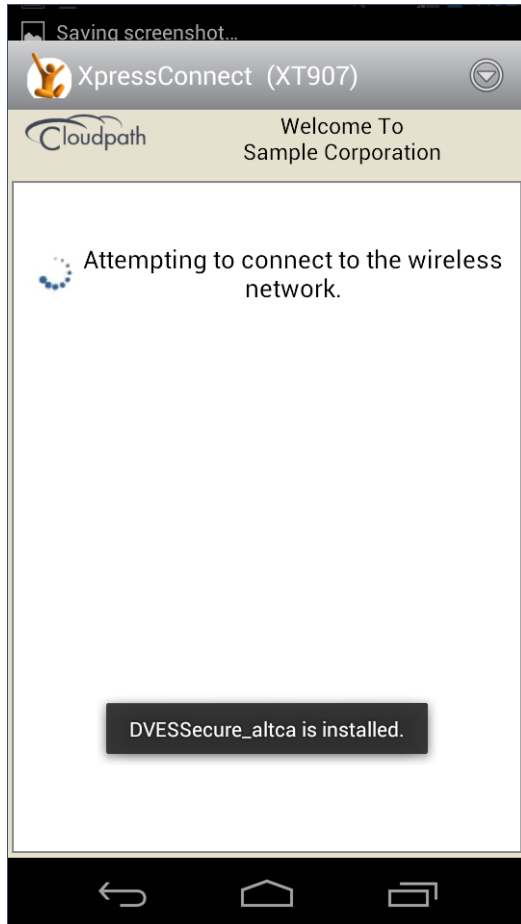 Saving screenshot...
XpressConnect (XT907)
Cloudpath
Welcome To
Sample Corporation
Attempting to connect to the wireless
network.
DVESSecure_altca is installed.